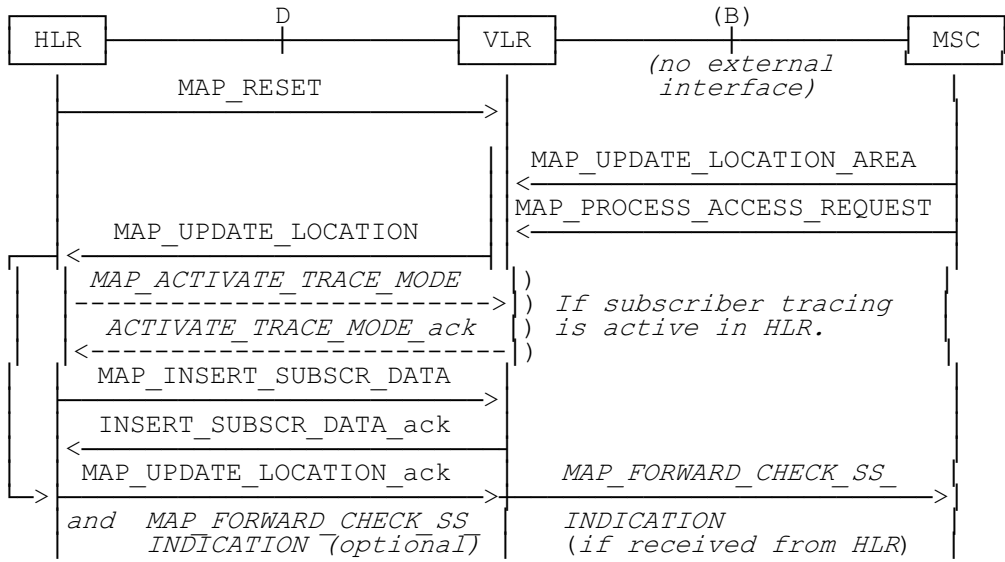 D (B)
HLR VLR MSC
(no external
MAP_RESET interface)
MAP_UPDATE_LOCATION_AREA
MAP_PROCESS_ACCESS_REQUEST
MAP_UPDATE_LOCATION
MAP_ACTIVATE_TRACE_MODE )
) If subscriber tracing
ACTIVATE_TRACE_MODE_ack ) is active in HLR.
)
MAP_INSERT_SUBSCR_DATA
INSERT_SUBSCR_DATA_ack
MAP_UPDATE_LOCATION_ack MAP_FORWARD_CHECK_SS_
and MAP_FORWARD_CHECK_SS_ INDICATION
INDICATION (optional) (if received from HLR)